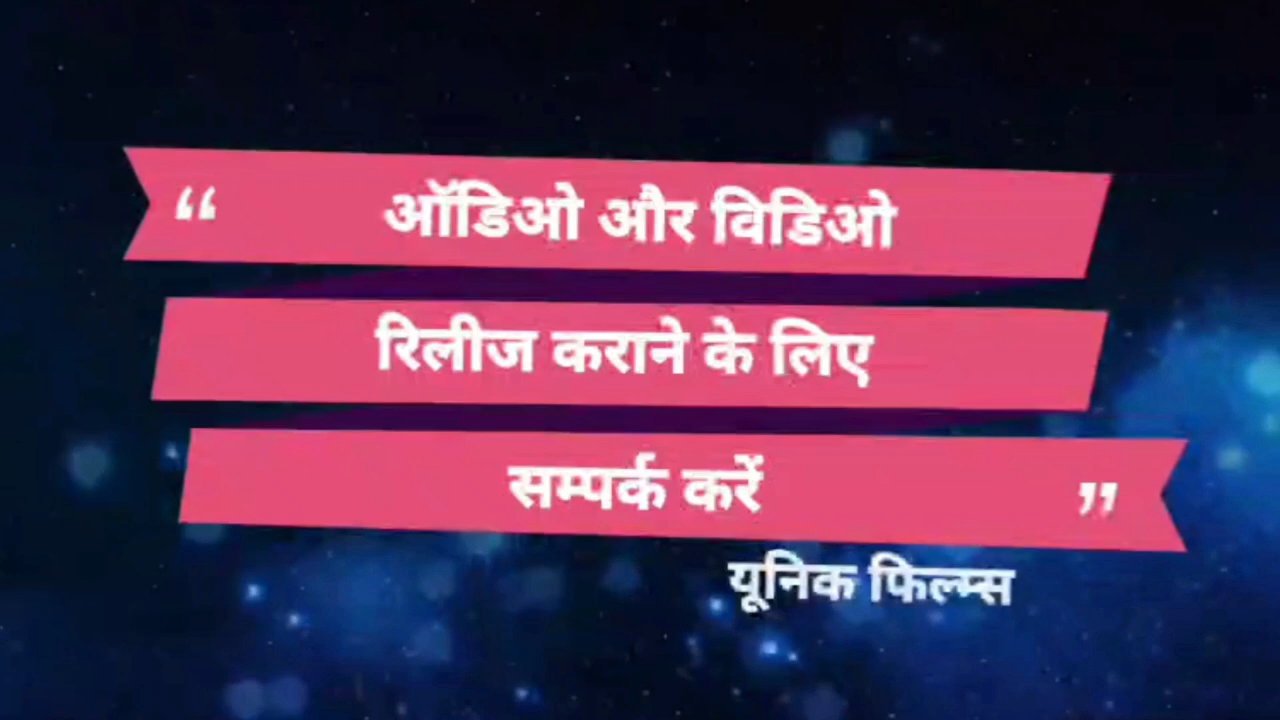 “ ऑडिओ और विडिओ
रिलीज कराने के लिए
सम्पर्क करें ”
यूनिक फिल्म्स